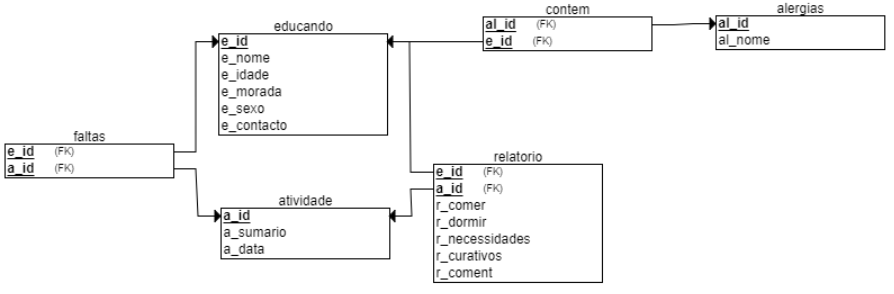 educando
e_id
e_nome
e_idade
e_morada
e_sexo
e_contacto
contem
al_id (FK)
e_id (FK)
alergias
al_id
al_nome
faltas
e_id (FK)
a_id (FK)
atividade
a_id
a_sumario
a_data
relatorio
e_id (FK)
a_id (FK)
r_comer
r_dormir
r_necessidades
r_curativos
r_coment